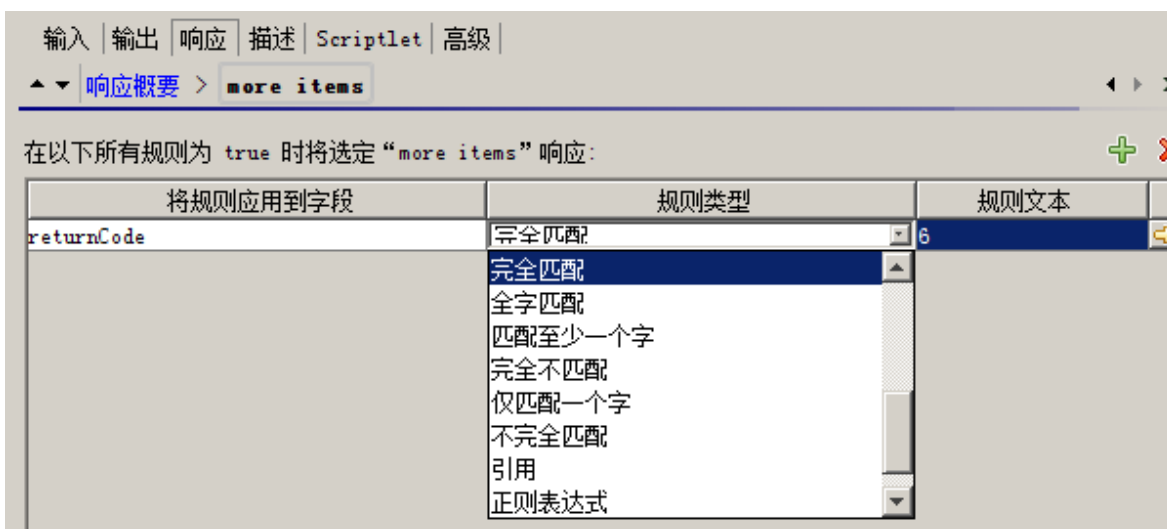 输入 输出 响应 描述 Scriptlet 高级
响应概要 > more items
在以下所有规则为 true 时将选定“more items”响应:
将规则应用到字段 规则类型 规则文本
returnCode 完全匹配 6
完全匹配
全字匹配
匹配至少一个字
完全不匹配
仅匹配一个字
不完全匹配
引用
正则表达式